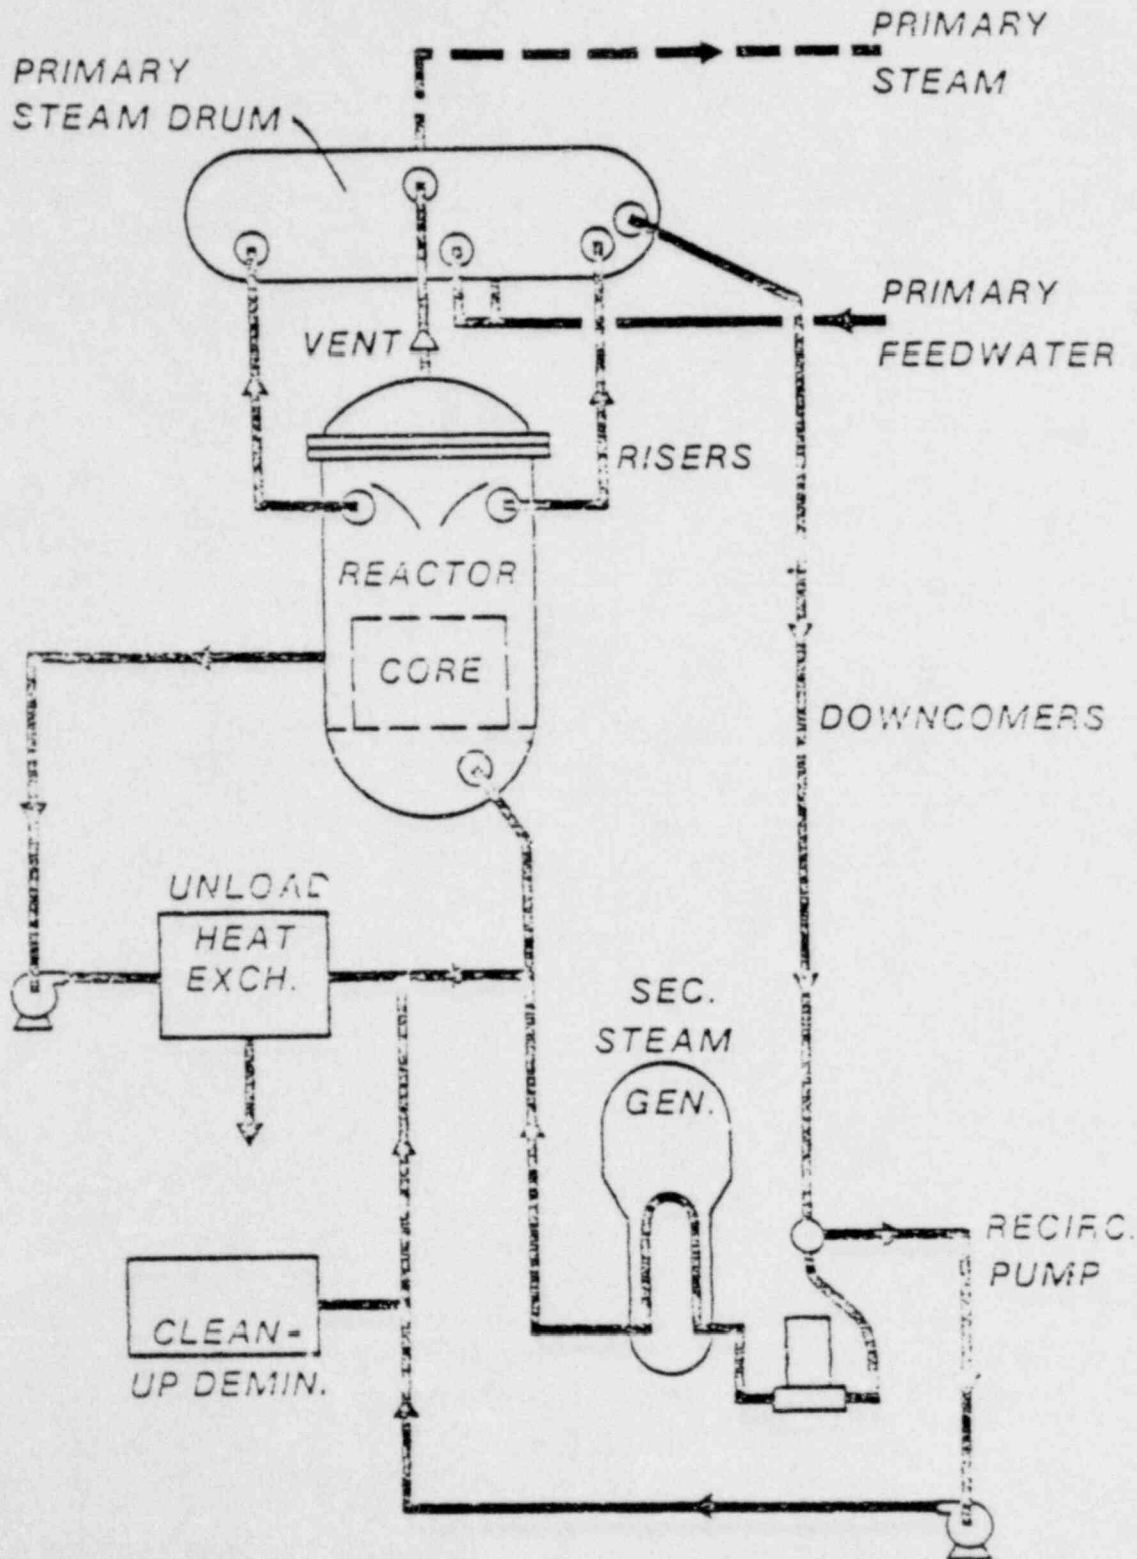 PRIMARY
STEAM
PRIMARY
STEAM DRUM
PRIMARY
FEEDWATER
VENT
RISERS
REACTOR
CORE
DOWNCOMERS
UNLOAD
HEAT
EXCH.
SEC.
STEAM
GEN.
RECIRC.
PUMP
CLEAN-
UP DEMIN.